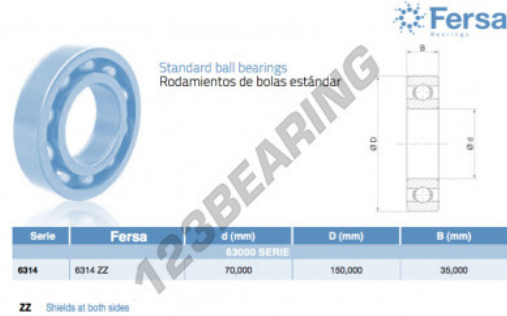 Fersa
Bearings
Standard ball bearings
Rodamientos de bolas estándar
B
Ø D
Ø d
123BEARING
Serie Fersa d (mm) D (mm) B (mm)
63000 SERIE
6314 6314 ZZ 70,000 150,000 35,000
ZZ Shields at both sides